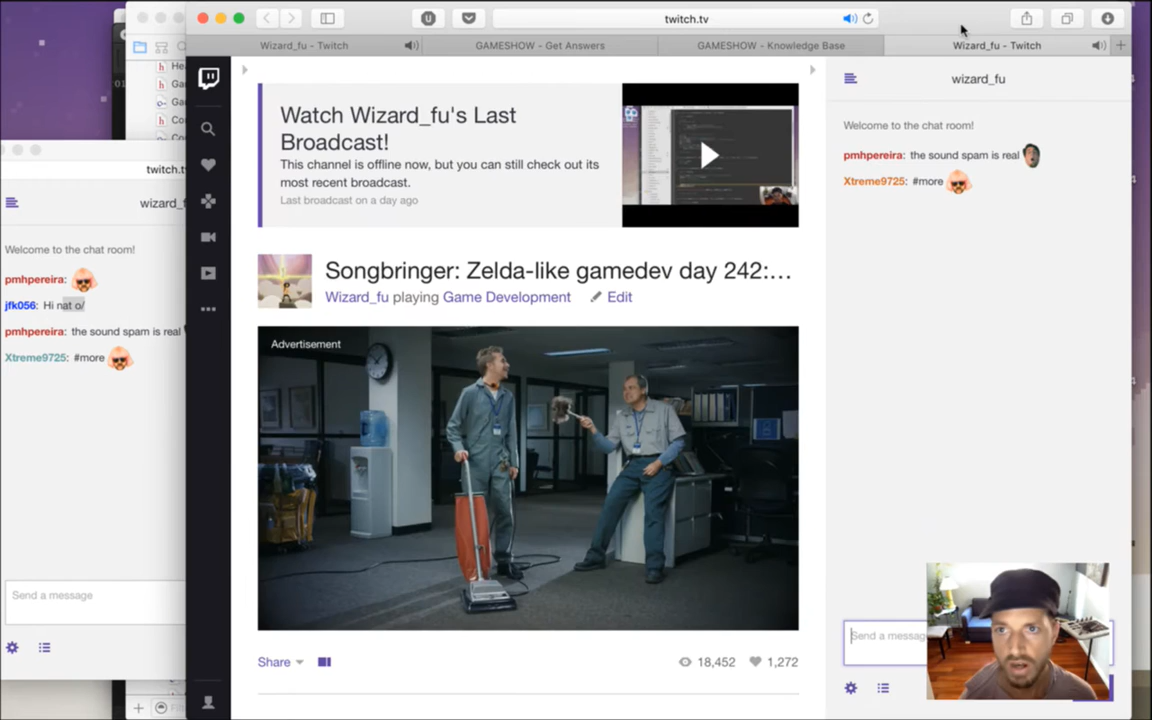 twitch.tv
Wizard_fu - Twitch
GAMESHOW - Get Answers
GAMESHOW - Knowledge Base
Wizard_fu - Twitch
wizard_fu
Welcome to the chat room!
pmhpereira: the sound spam is real
Xtreme9725: #more
Send a messag
Watch Wizard_fu's Last
Broadcast!
This channel is offline now, but you can still check out its
most recent broadcast.
Last broadcast on a day ago
Songbringer: Zelda-like gamedev day 242:...
Wizard_fu playing Game Development
Edit
Advertisement
Share
18,452
1,272
Welcome to the chat room!
pmhpereira:
jfk056: Hi nat o/
pmhpereira: the sound spam is real
Xtreme9725: #more
Send a message